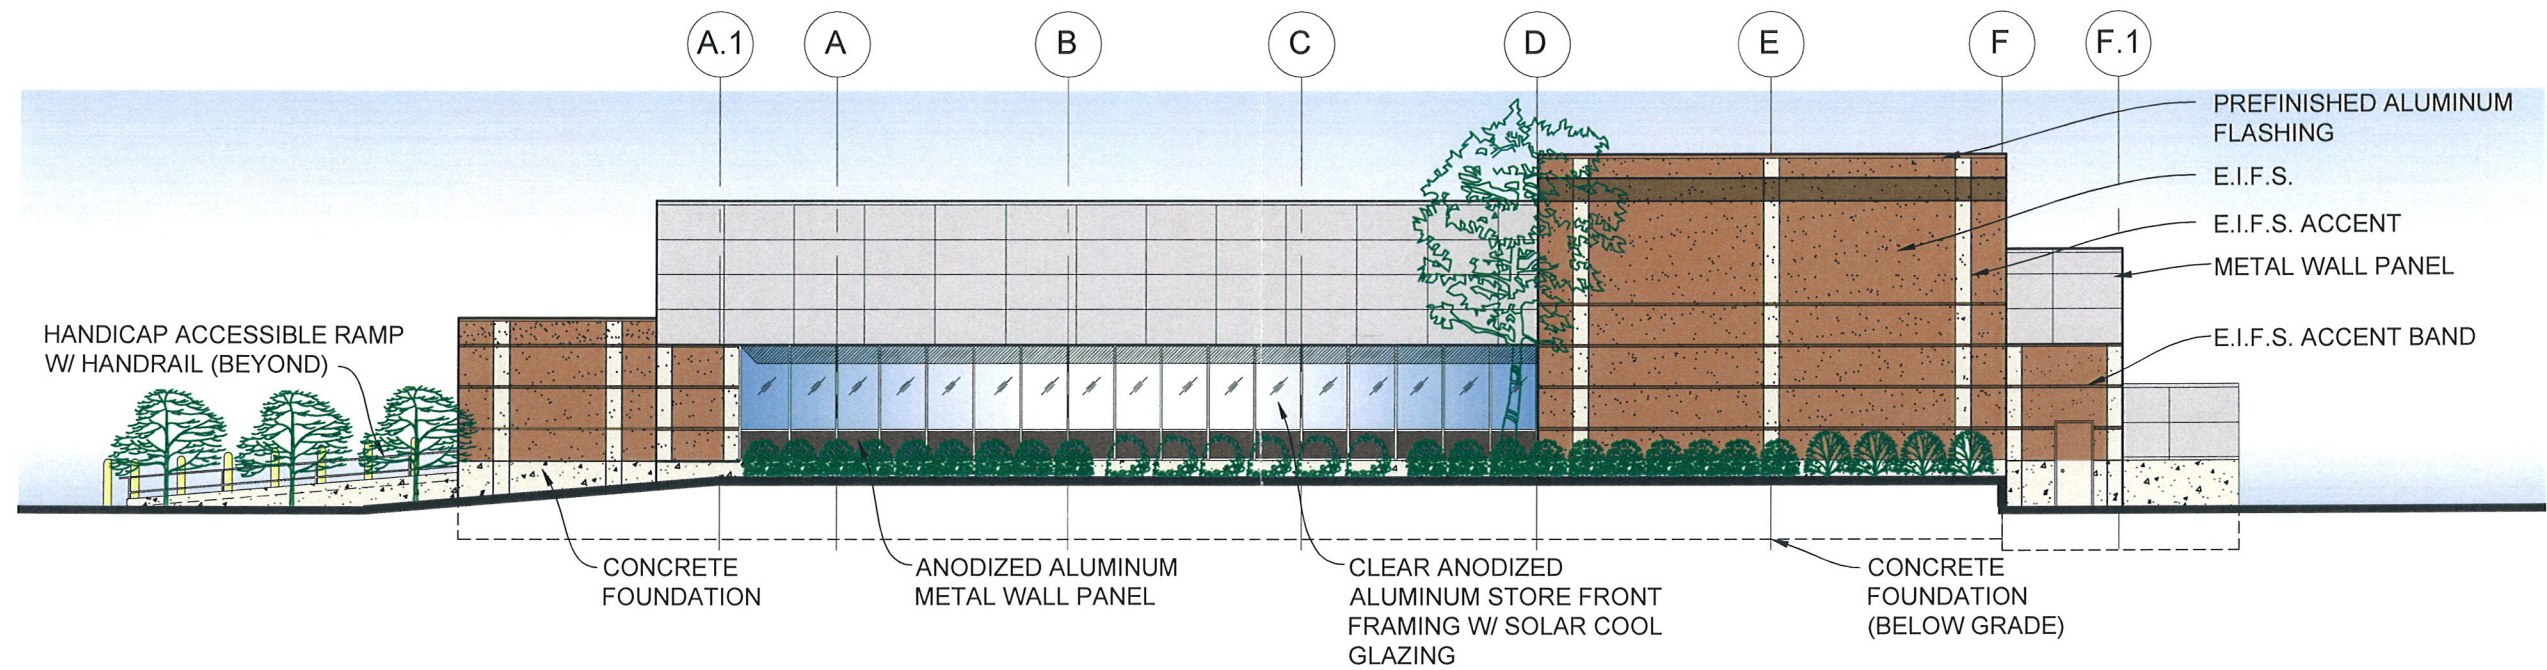 A.1
A
B
C
D
E
F
F.1
PREFINISHED ALUMINUM
FLASHING
E.I.F.S.
E.I.F.S. ACCENT
METAL WALL PANEL
E.I.F.S. ACCENT BAND
HANDICAP ACCESSIBLE RAMP
W/ HANDRAIL (BEYOND)
CONCRETE
FOUNDATION
ANODIZED ALUMINUM
METAL WALL PANEL
CLEAR ANODIZED
ALUMINUM STORE FRONT
FRAMING W/ SOLAR COOL
GLAZING
CONCRETE
FOUNDATION
(BELOW GRADE)